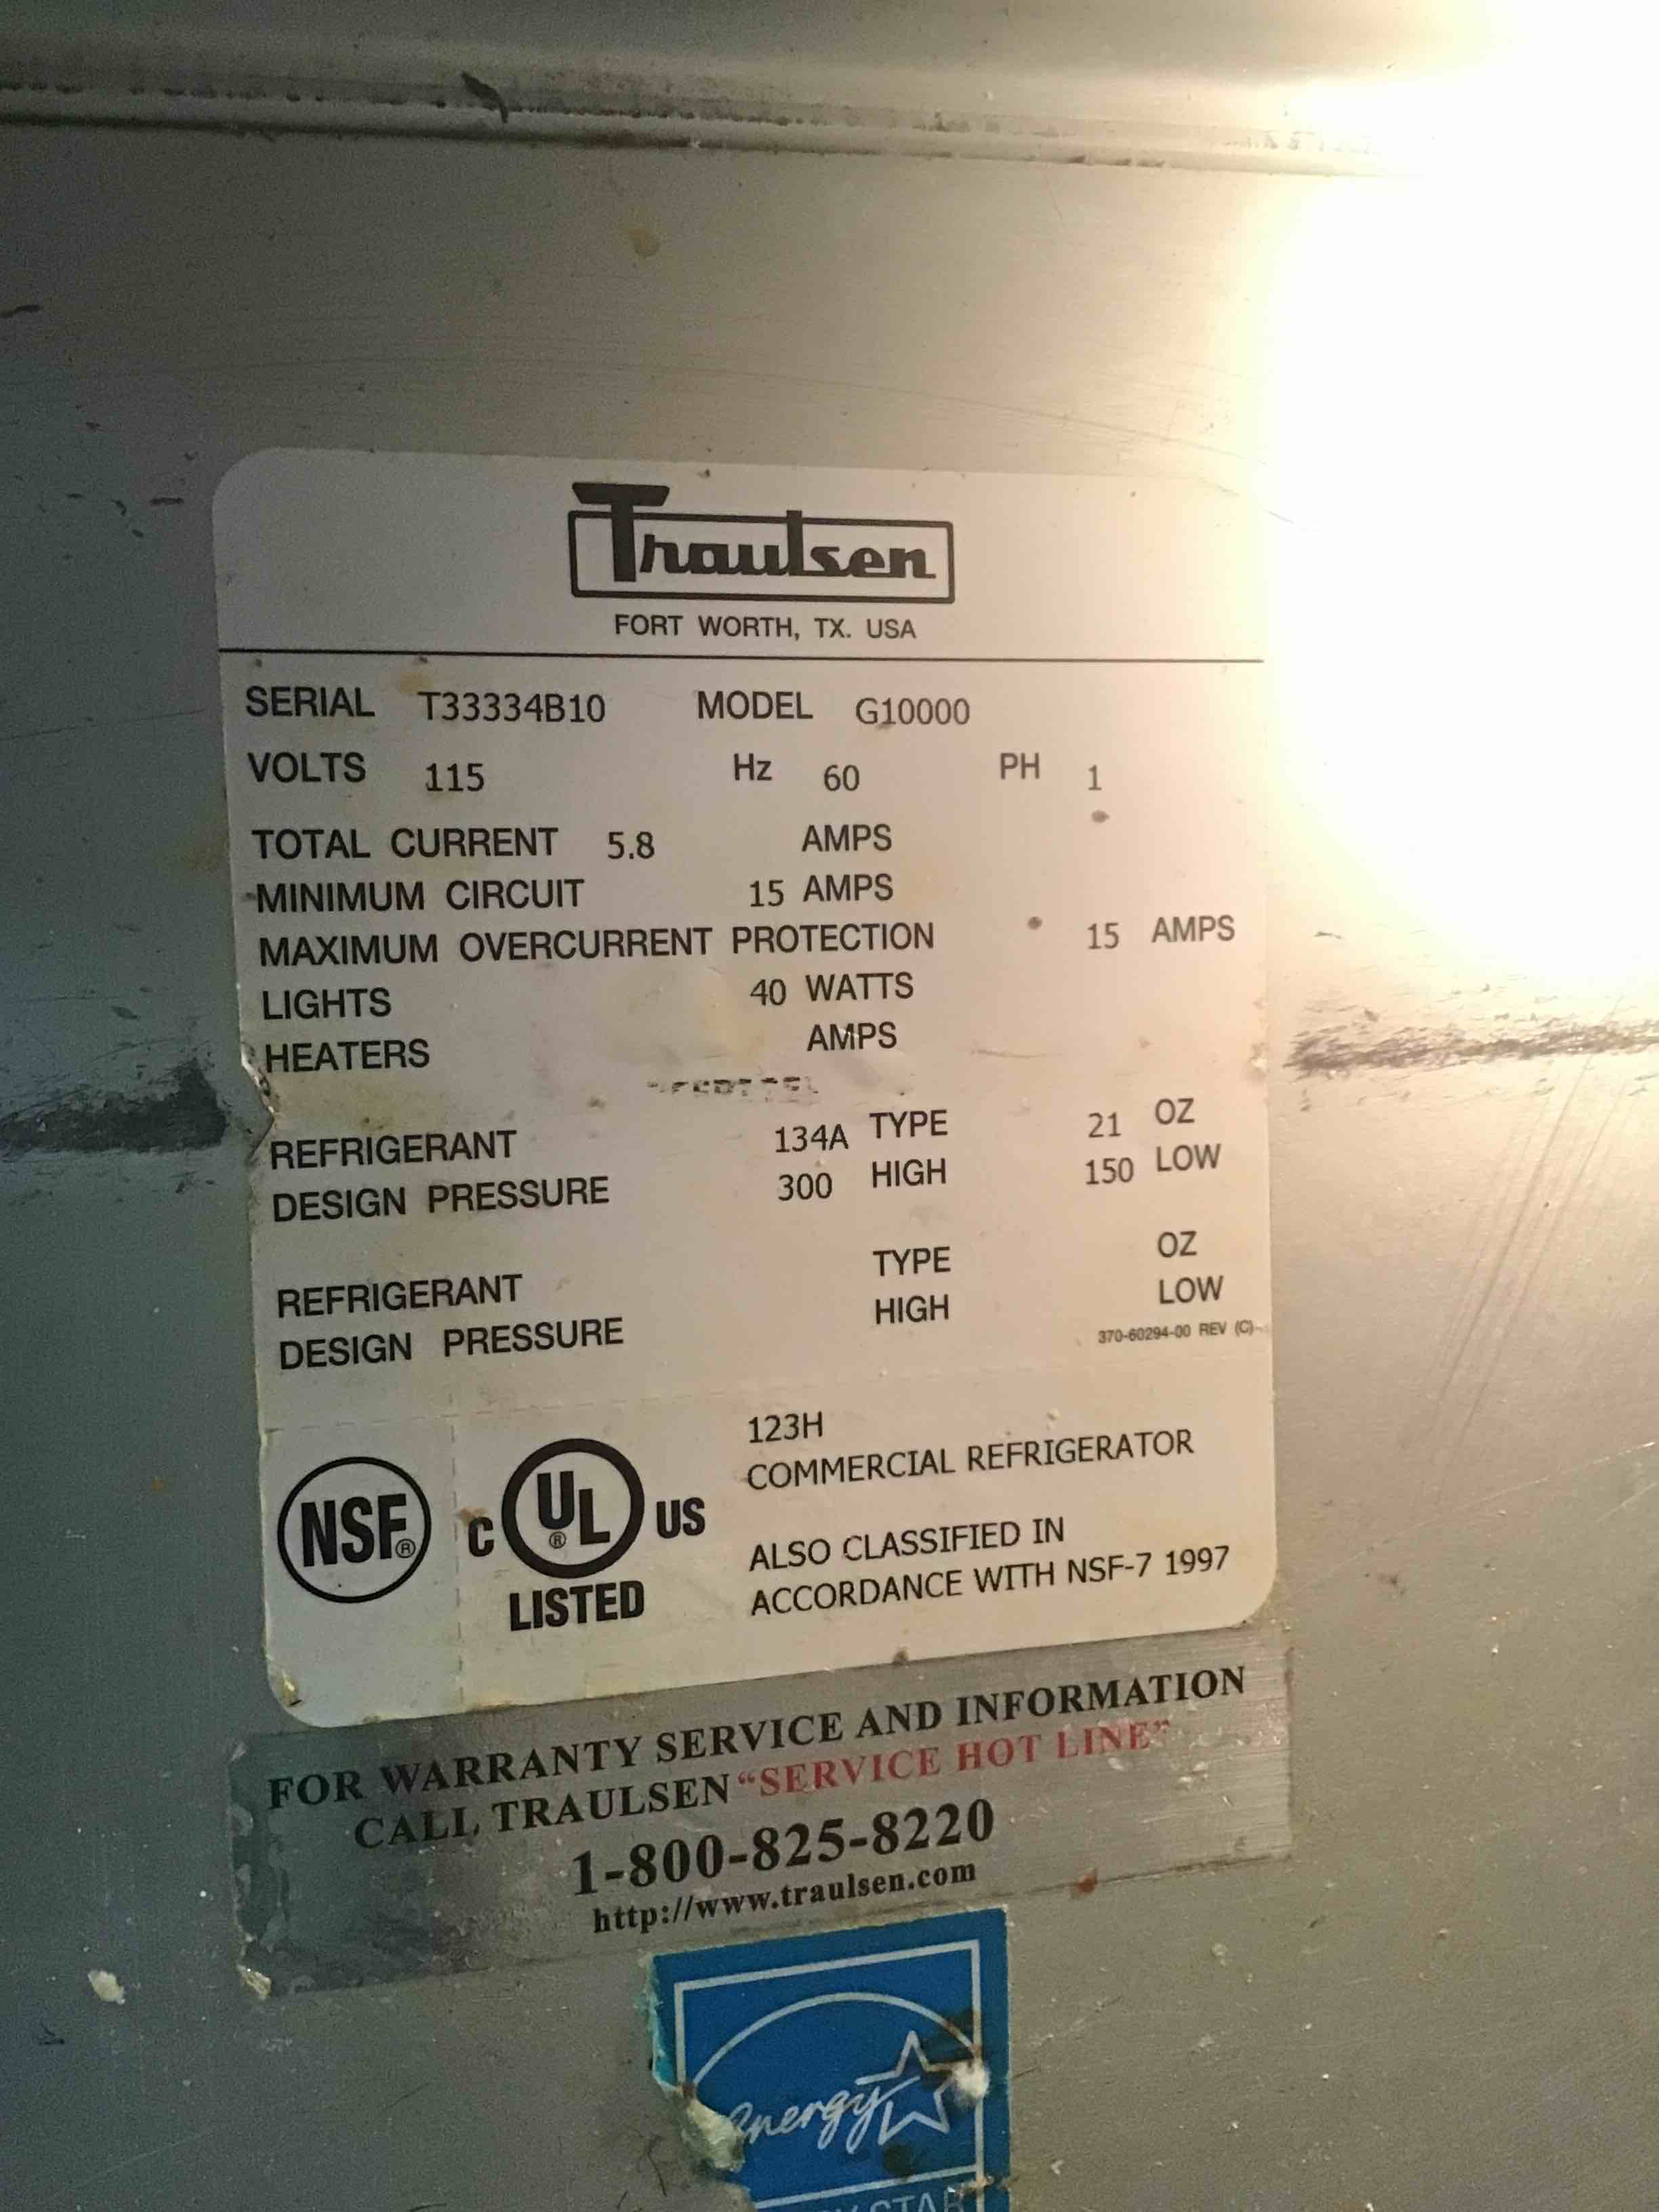 Traulsen
FORT WORTH, TX. USA
SERIAL T33334B10 MODEL G10000
VOLTS 115 Hz 60 PH 1
TOTAL CURRENT 5.8 AMPS
MINIMUM CIRCUIT 15 AMPS
MAXIMUM OVERCURRENT PROTECTION 15 AMPS
LIGHTS 40 WATTS
HEATERS AMPS
REFRIGERANT 134A TYPE 21 OZ
DESIGN PRESSURE 300 HIGH 150 LOW
REFRIGERANT TYPE OZ
DESIGN PRESSURE HIGH LOW
370-60294-00 REV (C)
NSF®
C UL® US
LISTED
123H
COMMERCIAL REFRIGERATOR
ALSO CLASSIFIED IN
ACCORDANCE WITH NSF-7 1997
FOR WARRANTY SERVICE AND INFORMATION
CALL TRAULSEN "SERVICE HOT LINE"
1-800-825-8220
http://www.traulsen.com
energy
STAR